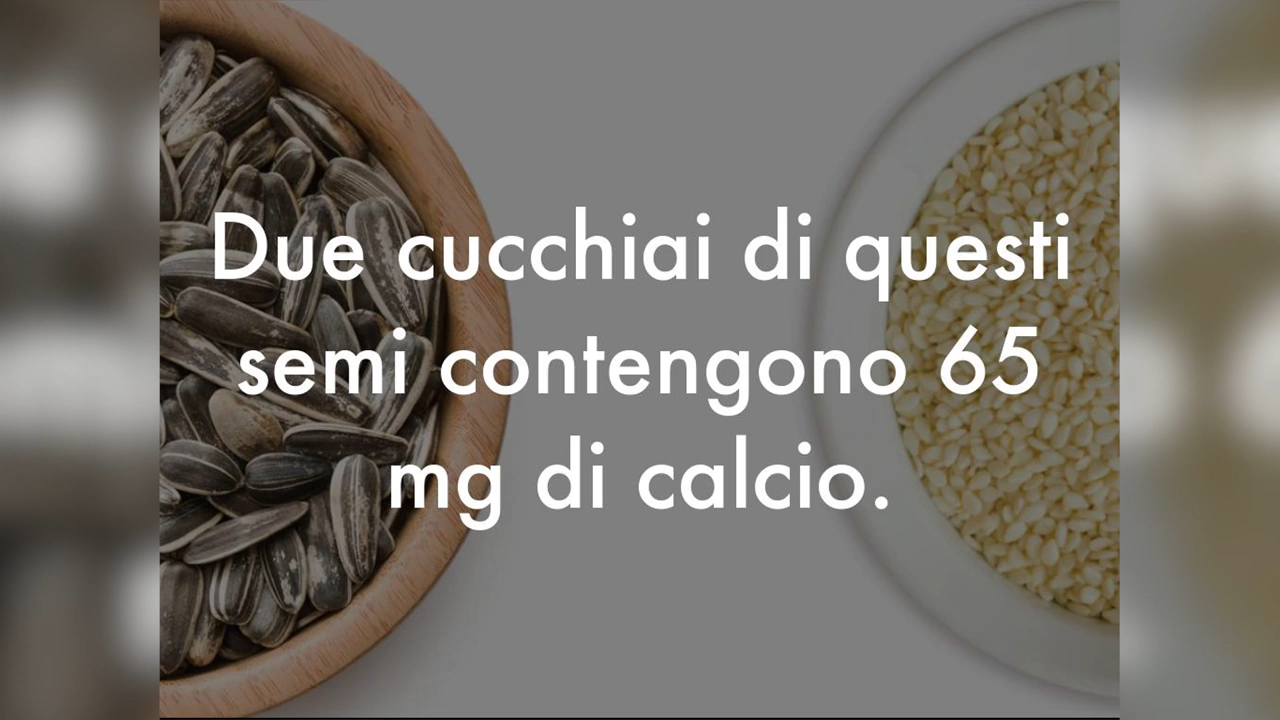 Due cucchiai di questi
semi contengono 65
mg di calcio.